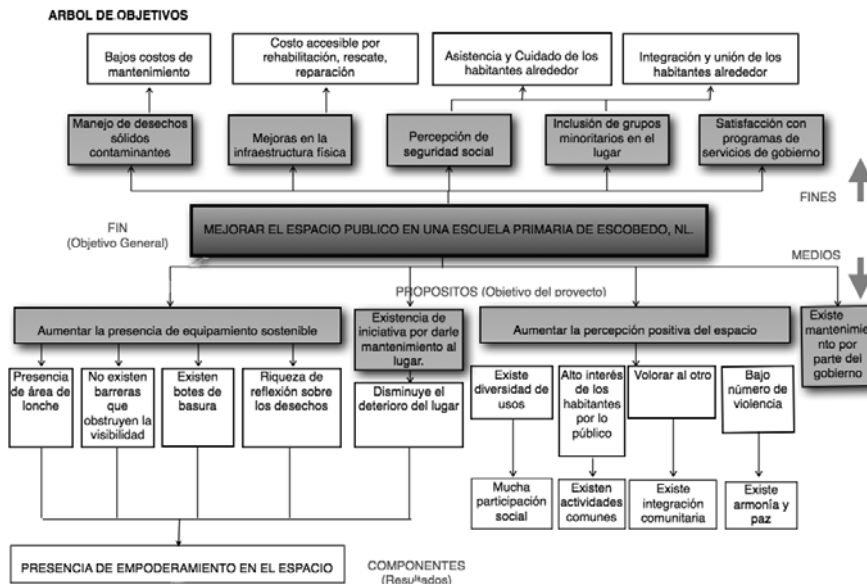 ARBOL DE OBJETIVOS
Bajos costos de
mantenimiento
Costo accesible por
rehabilitación, rescate,
reparación
Asistencia y Cuidado de los
habitantes alrededor
Integración y unión de los
habitantes alrededor
Manejo de desechos
sólidos
contaminantes
Mejoras en la
infraestructura física
Percepción de
seguridad social
Inclusión de grupos
minoritarios en el
lugar
Satisfacción con
programas de
servicios de gobierno
FINES
FIN
(Objetivo General)
MEJORAR EL ESPACIO PUBLICO EN UNA ESCUELA PRIMARIA DE ESCOBEDO, NL.
MEDIOS
PROPOSITOS (Objetivo del proyecto)
Aumentar la presencia de equipamiento sostenible
Existencia de
iniciativa por darle
mantenimiento al
lugar.
Aumentar la percepción positiva del espacio
Existe
mantenimie
nto por
parte del
gobierno
Presencia
de área de
lonche
No existen
barreras
que
obstruyen la
visibilidad
Existen
botes de
basura
Riqueza de
reflexión sobre
los desechos
Disminuye el
deterioro del lugar
Existe
diversidad de
usos
Alto interés
de los
habitantes
por lo
público
Volorar al otro
Bajo
número de
violencia
Mucha
participación
social
Existen
actividades
comunes
Existe
integración
comunitaria
Existe
armonía y
paz
PRESENCIA DE EMPODERAMIENTO EN EL ESPACIO
COMPONENTES
(Resultados)